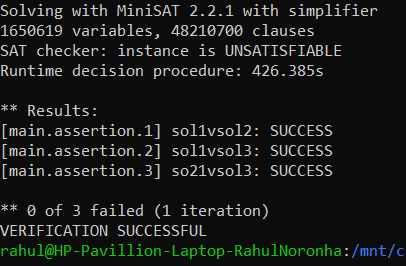 Solving with MiniSAT 2.2.1 with simplifier
1650619 variables, 48210700 clauses
SAT checker: instance is UNSATISFIABLE
Runtime decision procedure: 426.385s
** Results:
[main.assertion.1] sol1vsol2: SUCCESS
[main.assertion.2] sol1vsol3: SUCCESS
[main.assertion.3] so21vsol3: SUCCESS
** 0 of 3 failed (1 iteration)
VERIFICATION SUCCESSFUL
rahul@HP-Pavillion-Laptop-RahulNoronha:/mnt/c